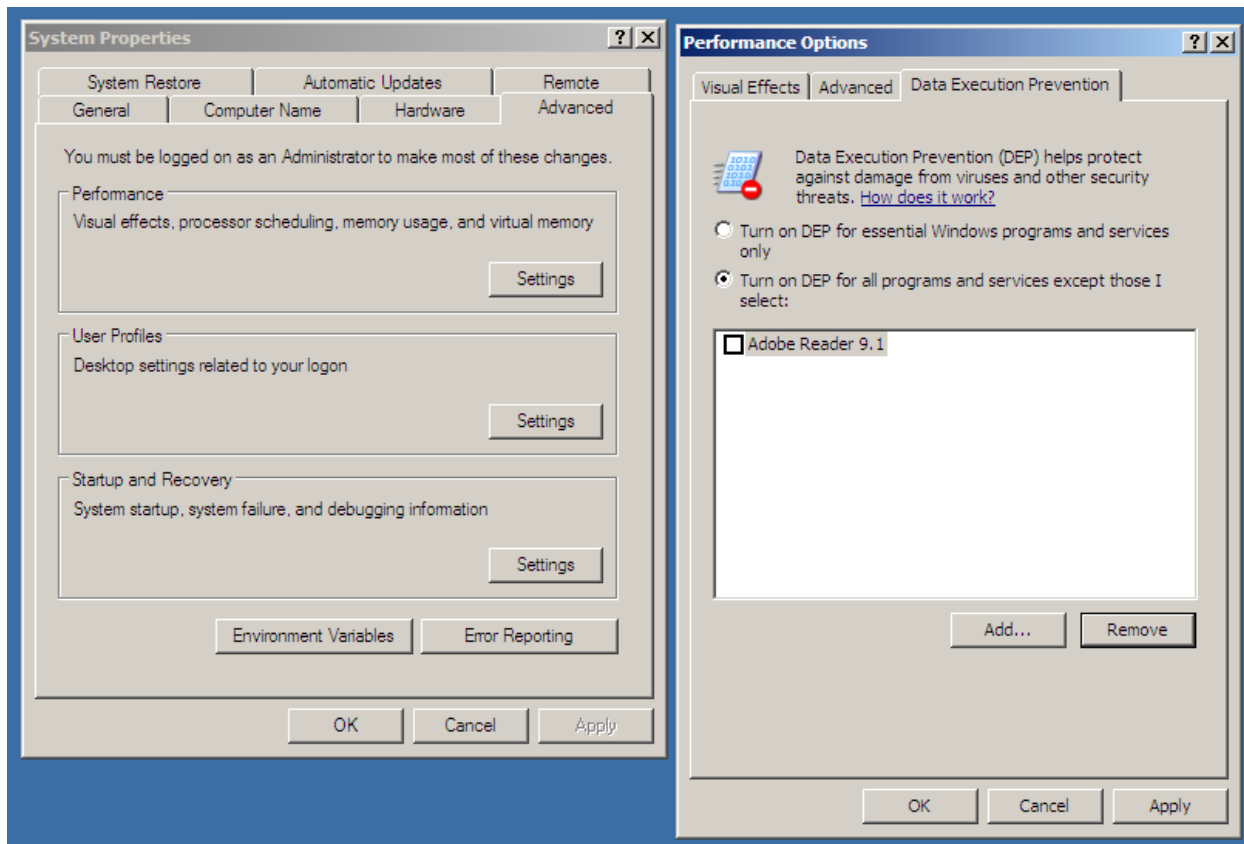 System Properties
System Restore
Automatic Updates
Remote
General
Computer Name
Hardware
Advanced
You must be logged on as an Administrator to make most of these changes.
Performance
Visual effects, processor scheduling, memory usage, and virtual memory
Settings
User Profiles
Desktop settings related to your logon
Settings
Startup and Recovery
System startup, system failure, and debugging information
Settings
Environment Variables
Error Reporting
OK
Cancel
Apply
Performance Options
Visual Effects
Advanced
Data Execution Prevention
Data Execution Prevention (DEP) helps protect
against damage from viruses and other security
threats. How does it work?
Turn on DEP for essential Windows programs and services
only
Turn on DEP for all programs and services except those I
select:
Adobe Reader 9.1
Add...
Remove
OK
Cancel
Apply